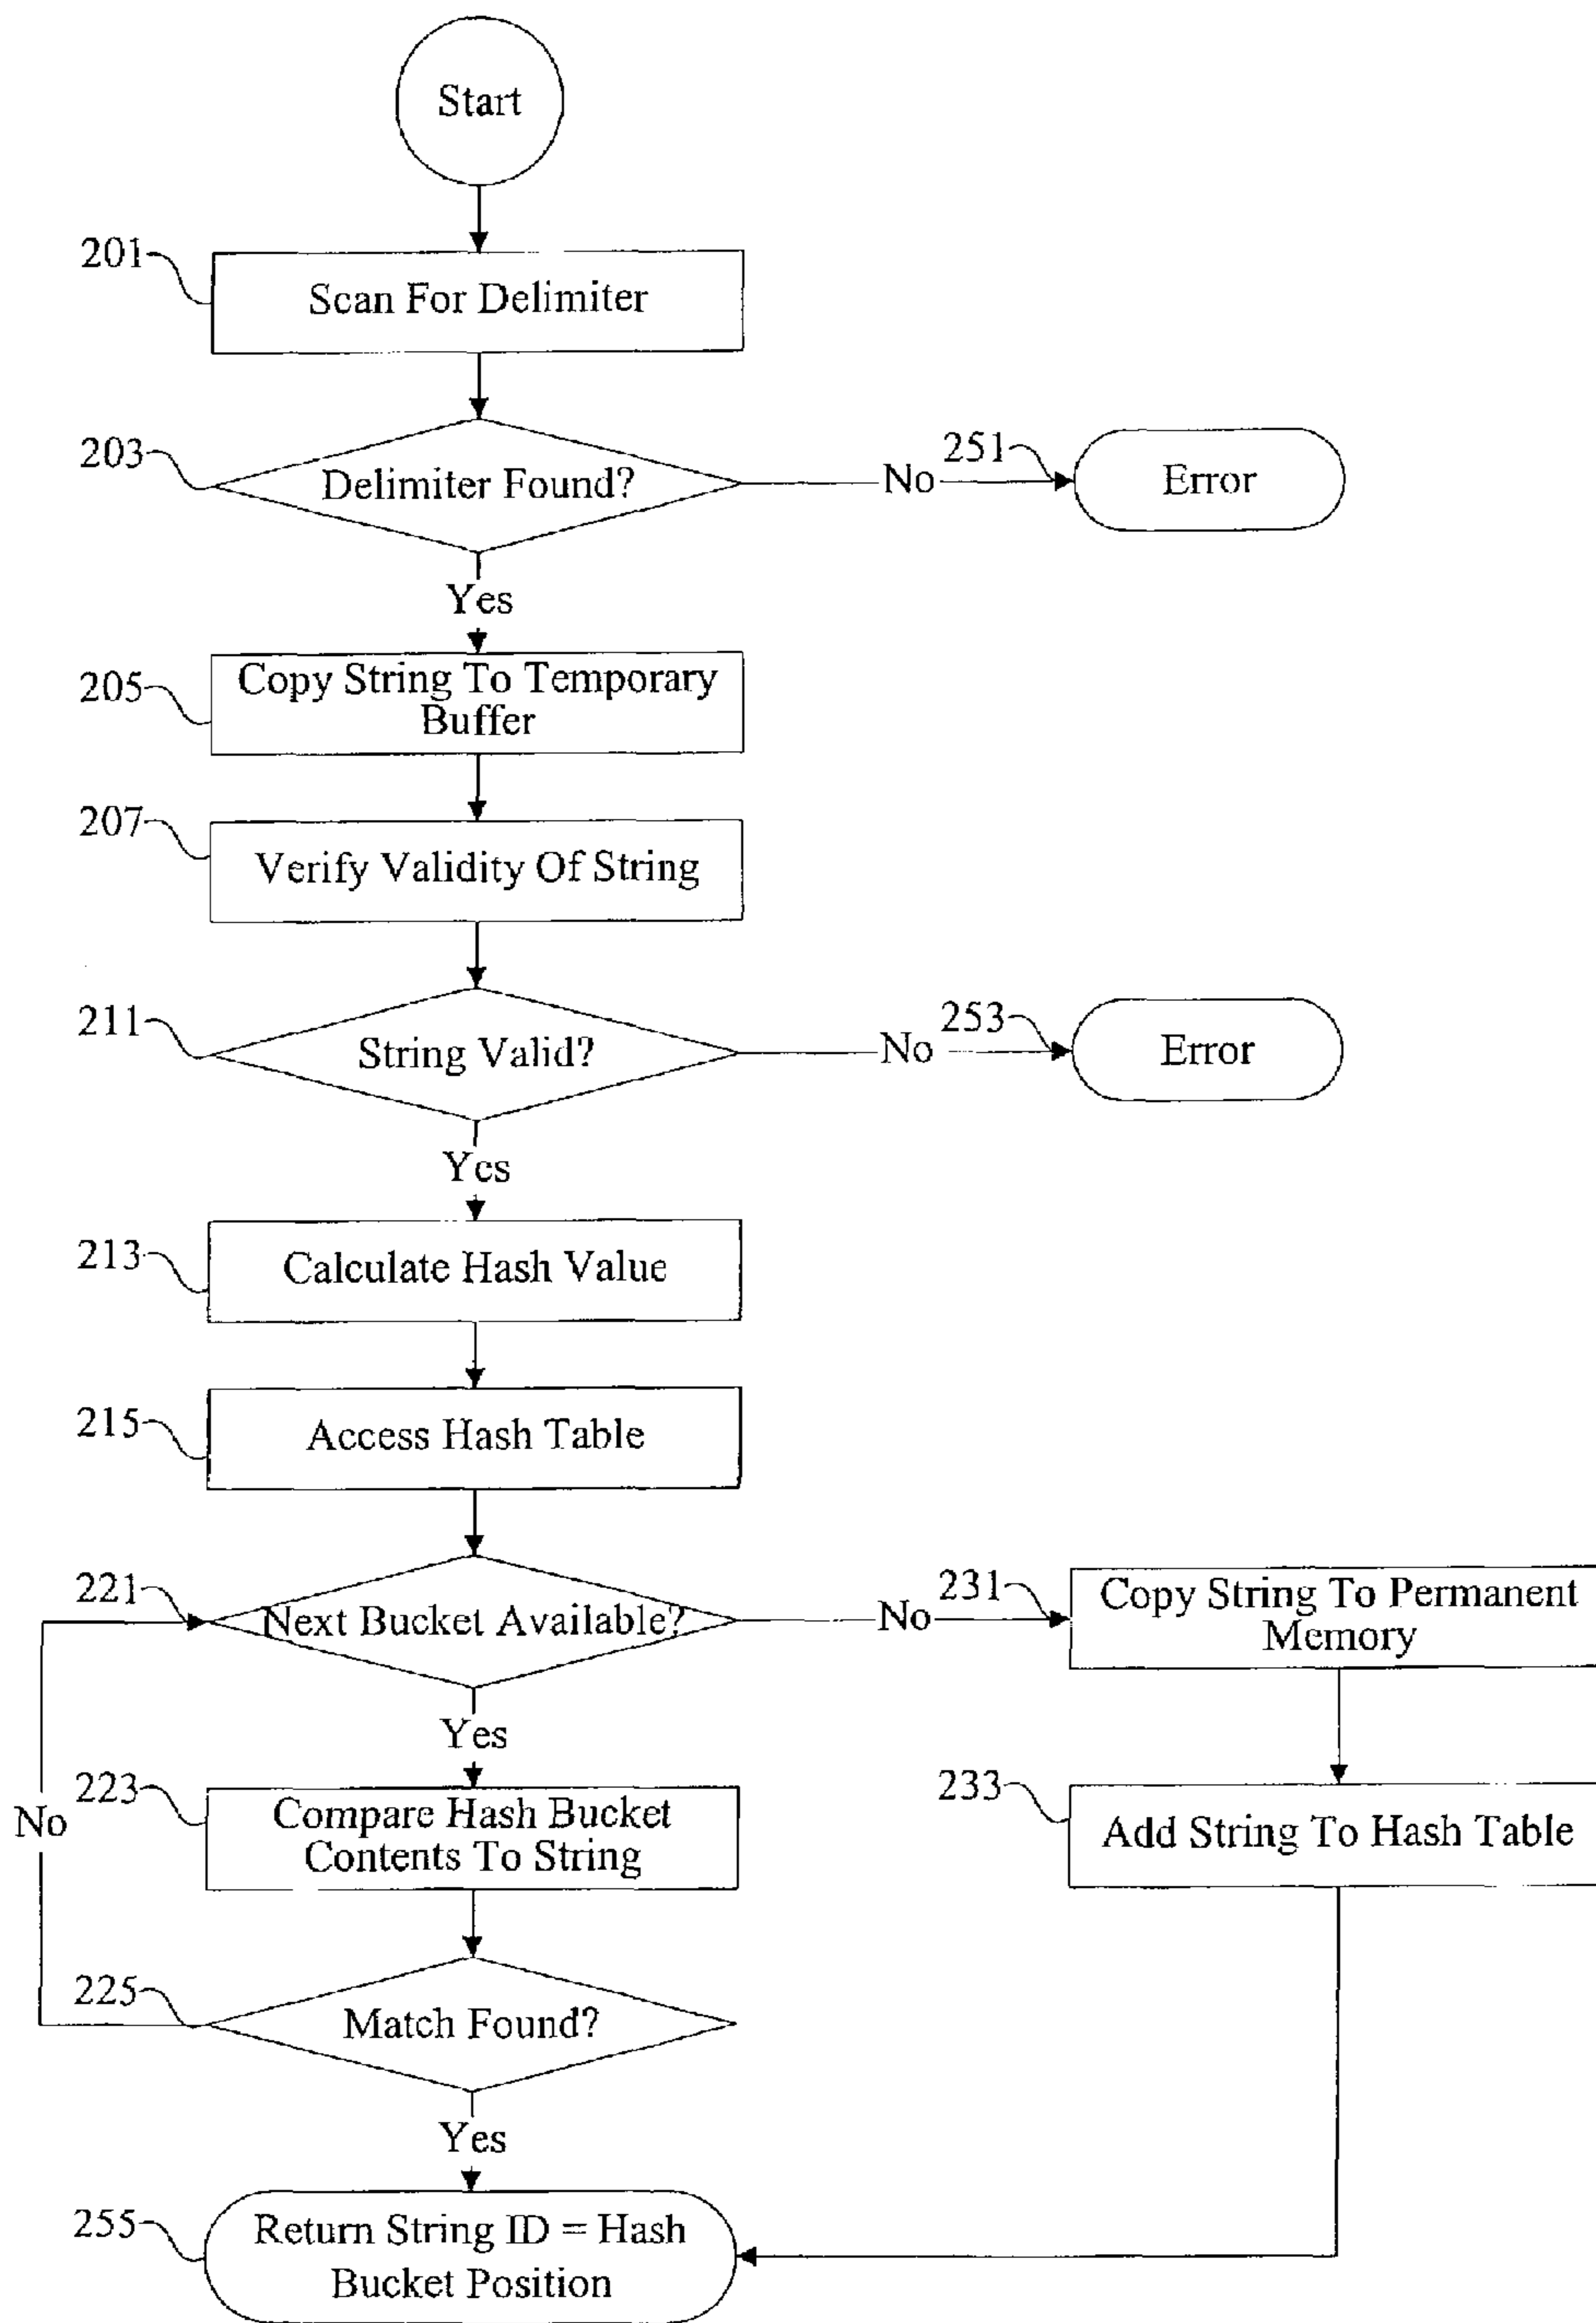 Start
201
Scan For Delimiter
203
Delimiter Found?
No
251
Error
Yes
205
Copy String To Temporary
Buffer
207
Verify Validity Of String
211
String Valid?
No
253
Error
Yes
213
Calculate Hash Value
215
Access Hash Table
221
Next Bucket Available?
No
231
Copy String To Permanent
Memory
Yes
223
Compare Hash Bucket
Contents To String
233
Add String To Hash Table
No
225
Match Found?
Yes
255
Return String ID = Hash
Bucket Position